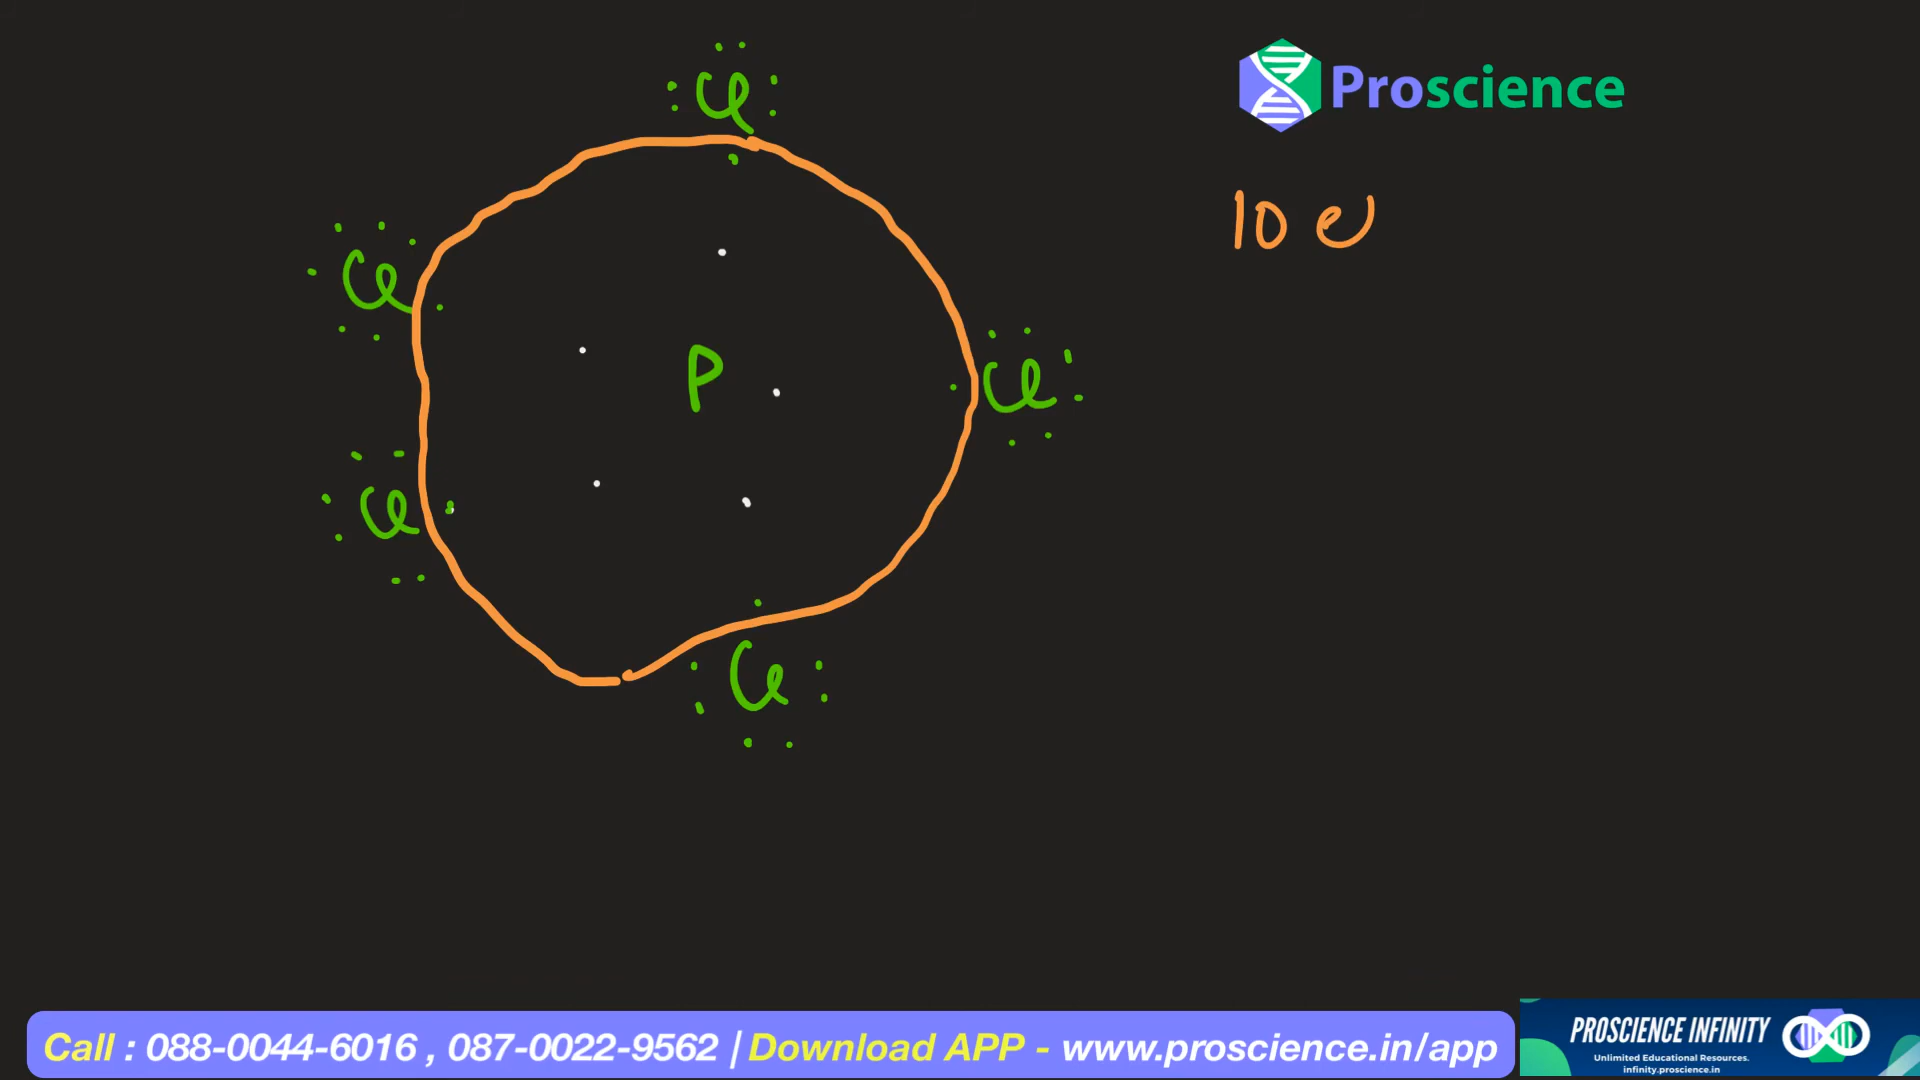 Cl
Proscience
10 e
Cl
P
Cl
Cl
Cl
Call : 088-0044-6016 , 087-0022-9562 | Download APP - www.proscience.in/app
PROSCIENCE INFINITY
Unlimited Educational Resources.
infinity.proscience.in